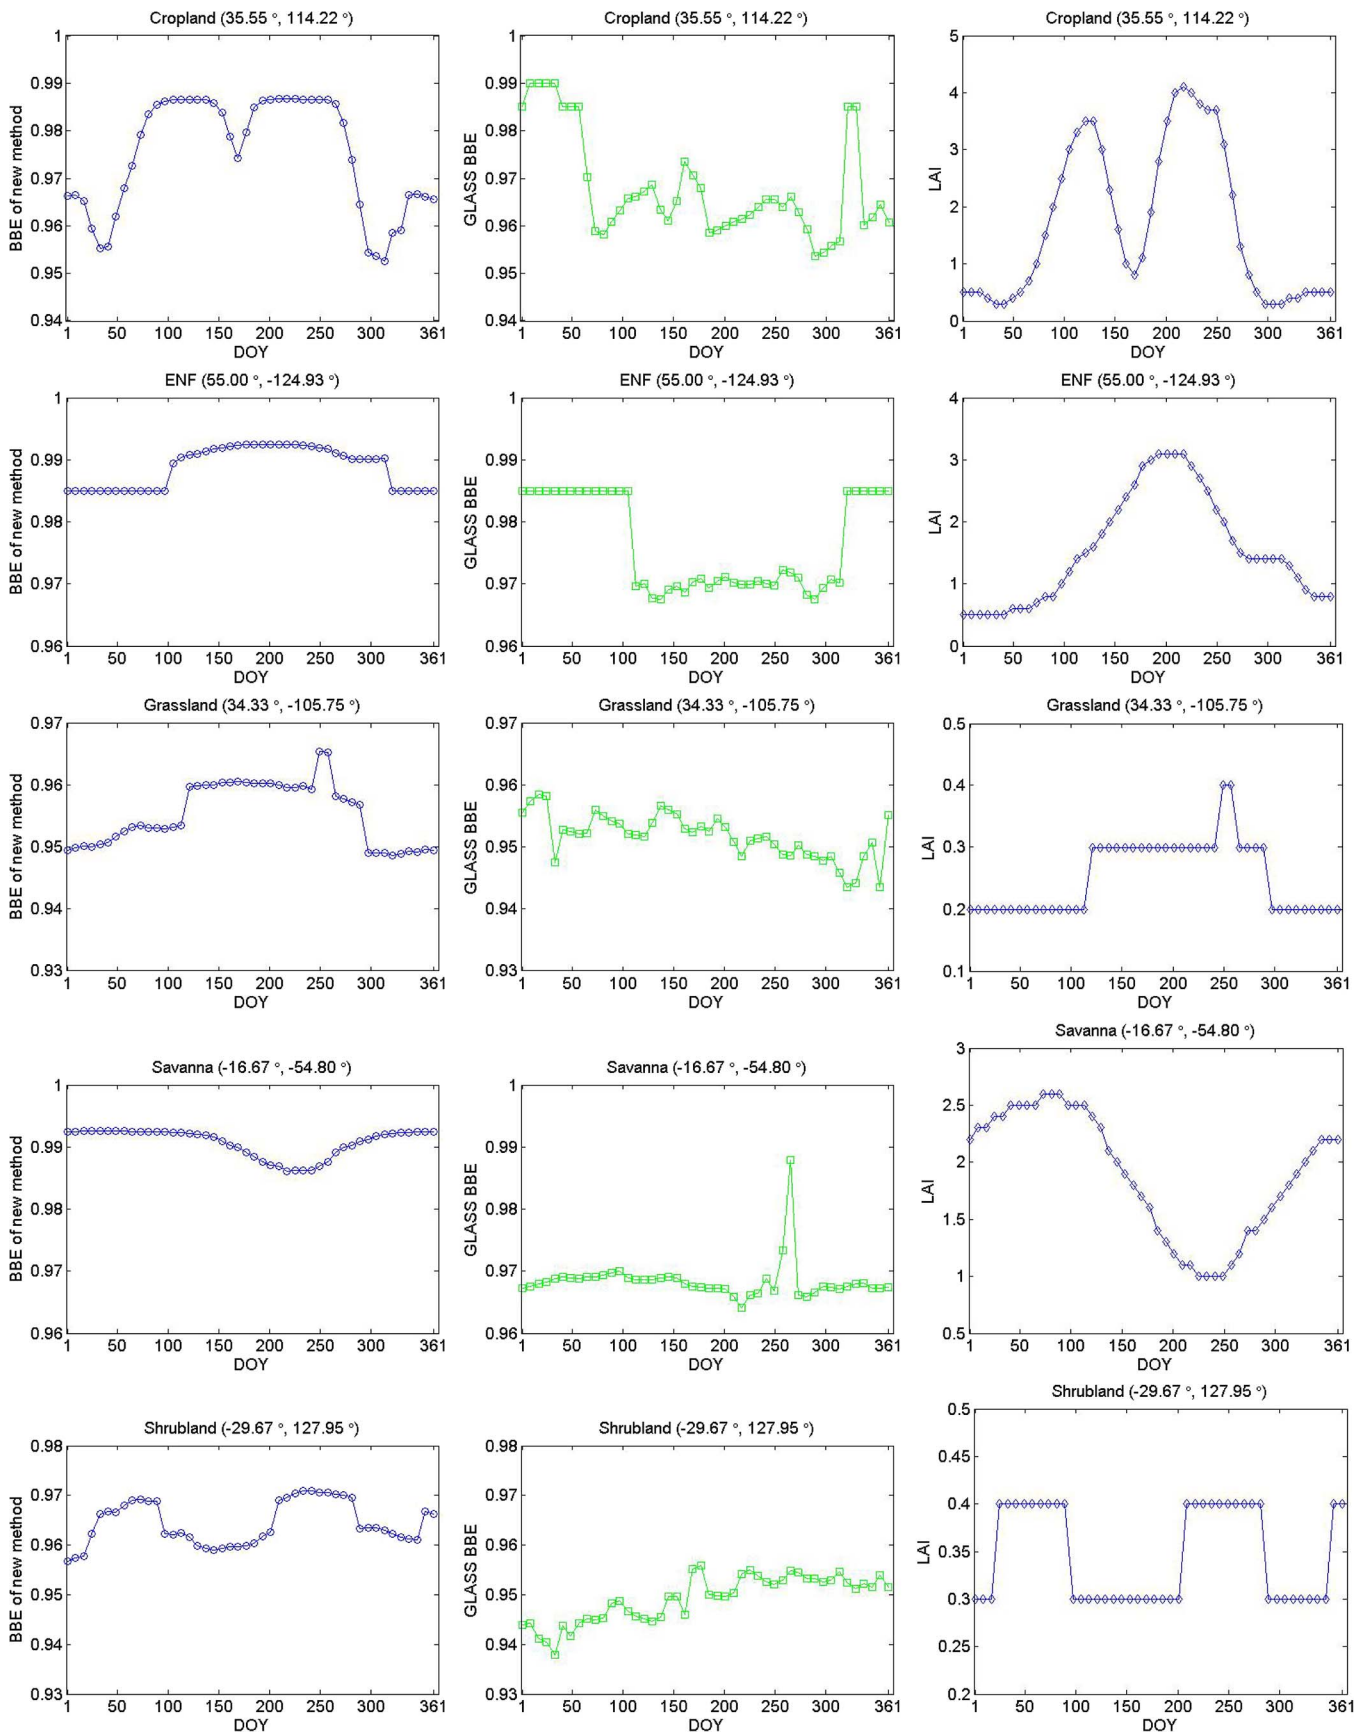 Cropland (35.55 °, 114.22 °)
BBE of new method
1
0.99
0.98
0.97
0.96
0.95
0.94
1 50 100 150 200 250 300 361
DOY
Cropland (35.55 °, 114.22 °)
GLASS BBE
1
0.99
0.98
0.97
0.96
0.95
0.94
1 50 100 150 200 250 300 361
DOY
Cropland (35.55 °, 114.22 °)
LAI
5
4
3
2
1
0
1 50 100 150 200 250 300 361
DOY
ENF (55.00 °, -124.93 °)
BBE of new method
1
0.99
0.98
0.97
0.96
1 50 100 150 200 250 300 361
DOY
ENF (55.00 °, -124.93 °)
GLASS BBE
1
0.99
0.98
0.97
0.96
1 50 100 150 200 250 300 361
DOY
ENF (55.00 °, -124.93 °)
LAI
4
3
2
1
0
1 50 100 150 200 250 300 361
DOY
Grassland (34.33 °, -105.75 °)
BBE of new method
0.97
0.96
0.95
0.94
0.93
1 50 100 150 200 250 300 361
DOY
Grassland (34.33 °, -105.75 °)
GLASS BBE
0.97
0.96
0.95
0.94
0.93
1 50 100 150 200 250 300 361
DOY
Grassland (34.33 °, -105.75 °)
LAI
0.5
0.4
0.3
0.2
0.1
1 50 100 150 200 250 300 361
DOY
Savanna (-16.67 °, -54.80 °)
BBE of new method
1
0.99
0.98
0.97
0.96
1 50 100 150 200 250 300 361
DOY
Savanna (-16.67 °, -54.80 °)
GLASS BBE
1
0.99
0.98
0.97
0.96
1 50 100 150 200 250 300 361
DOY
Savanna (-16.67 °, -54.80 °)
LAI
3
2.5
2
1.5
1
0.5
1 50 100 150 200 250 300 361
DOY
Shrubland (-29.67 °, 127.95 °)
BBE of new method
0.98
0.97
0.96
0.95
0.94
0.93
1 50 100 150 200 250 300 361
DOY
Shrubland (-29.67 °, 127.95 °)
GLASS BBE
0.98
0.97
0.96
0.95
0.94
0.93
1 50 100 150 200 250 300 361
DOY
Shrubland (-29.67 °, 127.95 °)
LAI
0.5
0.45
0.4
0.35
0.3
0.25
0.2
1 50 100 150 200 250 300 361
DOY